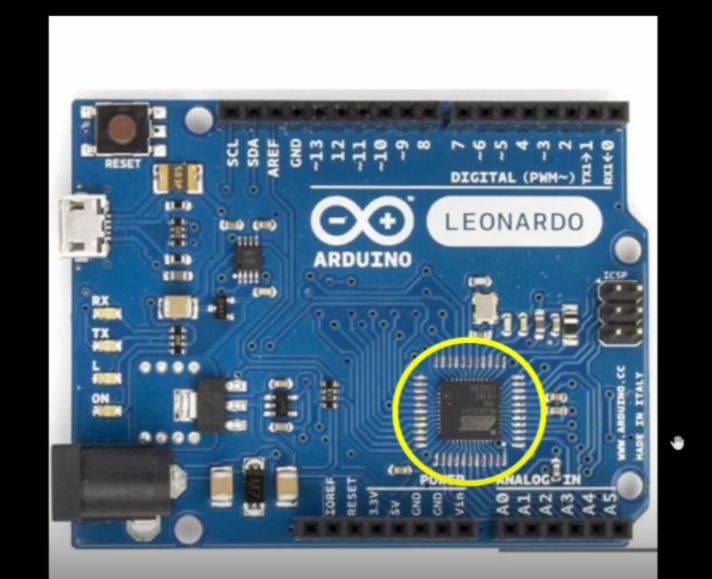 RESET
SCL
SDA
AREF
GND
~13
12
~11
~10
~9
8
7
~6
~5
4
~3
2
TX1→1
RX1←0
DIGITAL (PWM~)
LEONARDO
ARDUINO
ICSP
RX
TX
L
ON
WWW.ARDUINO.CC
MADE IN ITALY
M7
POWER
ANALOG IN
IOREF
RESET
3.3V
5V
GND
GND
Vin
A0
A1
A2
A3
A4
A5